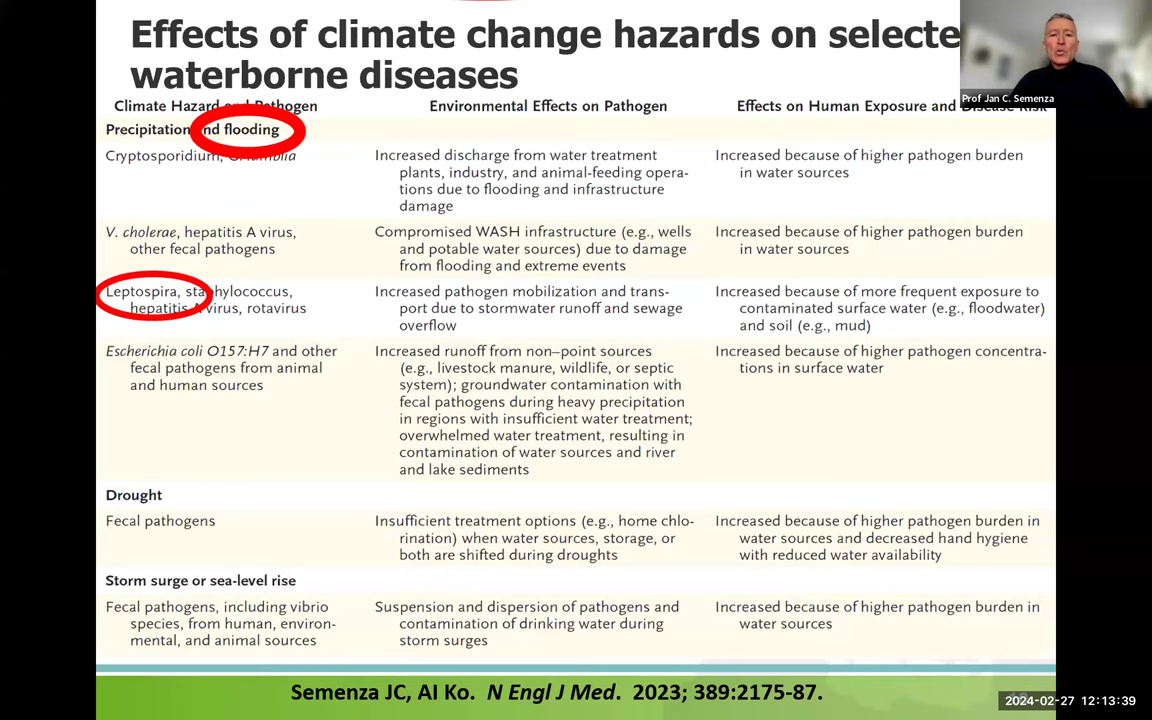 Effects of climate change hazards on selecte
waterborne diseases
Prof Jan C. Semenza
Climate Hazard and Pathogen
Environmental Effects on Pathogen
Effects on Human Exposure and Disease Risk
Precipitation and flooding
Cryptosporidium, G. lamblia
Increased discharge from water treatment
plants, industry, and animal-feeding opera-
tions due to flooding and infrastructure
damage
Increased because of higher pathogen burden
in water sources
V. cholerae, hepatitis A virus,
other fecal pathogens
Compromised WASH infrastructure (e.g., wells
and potable water sources) due to damage
from flooding and extreme events
Increased because of higher pathogen burden
in water sources
Leptospira, staphylococcus,
hepatitis A virus, rotavirus
Increased pathogen mobilization and trans-
port due to stormwater runoff and sewage
overflow
Increased because of more frequent exposure to
contaminated surface water (e.g., floodwater)
and soil (e.g., mud)
Escherichia coli O157:H7 and other
fecal pathogens from animal
and human sources
Increased runoff from non–point sources
(e.g., livestock manure, wildlife, or septic
system); groundwater contamination with
fecal pathogens during heavy precipitation
in regions with insufficient water treatment;
overwhelmed water treatment, resulting in
contamination of water sources and river
and lake sediments
Increased because of higher pathogen concentra-
tions in surface water
Drought
Fecal pathogens
Insufficient treatment options (e.g., home chlo-
rination) when water sources, storage, or
both are shifted during droughts
Increased because of higher pathogen burden in
water sources and decreased hand hygiene
with reduced water availability
Storm surge or sea-level rise
Fecal pathogens, including vibrio
species, from human, environ-
mental, and animal sources
Suspension and dispersion of pathogens and
contamination of drinking water during
storm surges
Increased because of higher pathogen burden in
water sources
Semenza JC, AI Ko. N Engl J Med. 2023; 389:2175-87.
2024-02-27 12:13:39